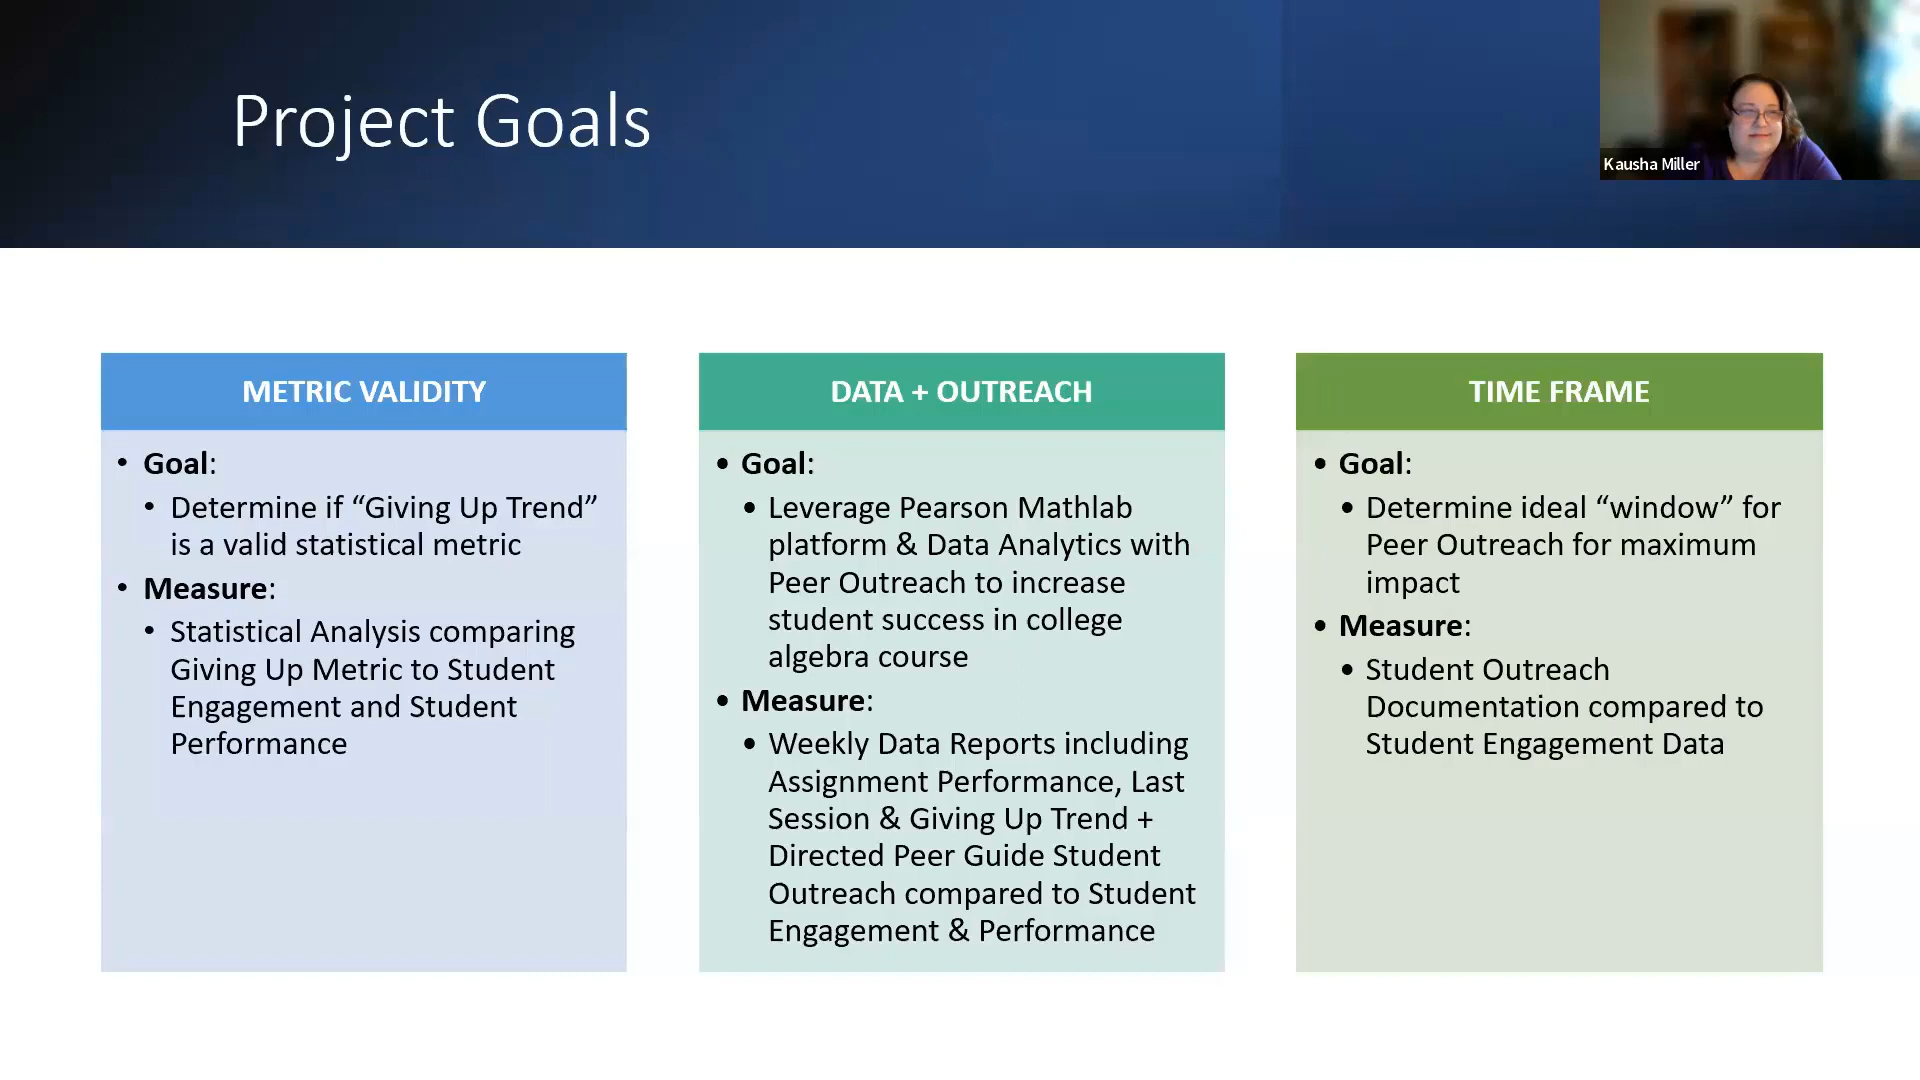 Project Goals
Kausha Miller
METRIC VALIDITY
• Goal:
• Determine if “Giving Up Trend”
is a valid statistical metric
• Measure:
• Statistical Analysis comparing
Giving Up Metric to Student
Engagement and Student
Performance
DATA + OUTREACH
• Goal:
• Leverage Pearson Mathlab
platform & Data Analytics with
Peer Outreach to increase
student success in college
algebra course
• Measure:
• Weekly Data Reports including
Assignment Performance, Last
Session & Giving Up Trend +
Directed Peer Guide Student
Outreach compared to Student
Engagement & Performance
TIME FRAME
• Goal:
• Determine ideal “window” for
Peer Outreach for maximum
impact
• Measure:
• Student Outreach
Documentation compared to
Student Engagement Data